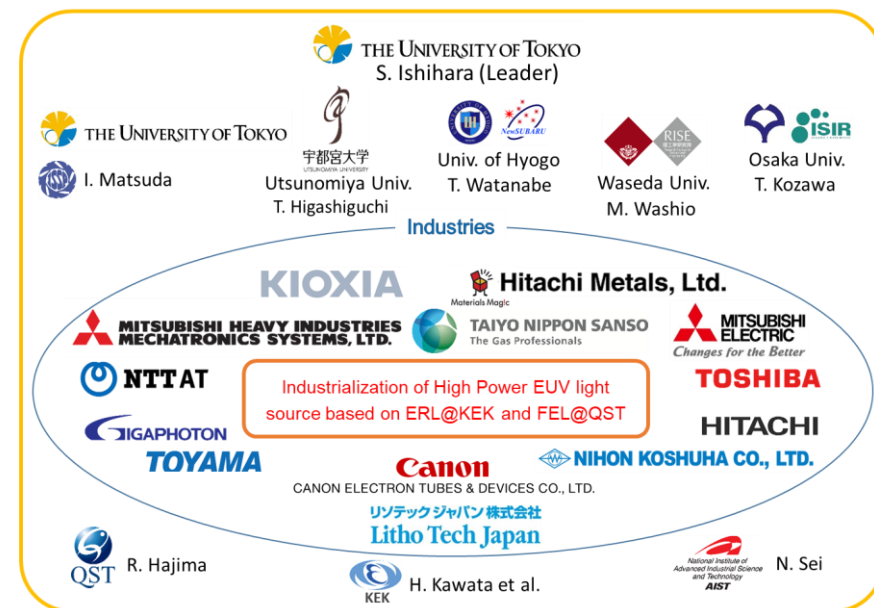 THE UNIVERSITY OF TOKYO
S. Ishihara (Leader)
THE UNIVERSITY OF TOKYO
I. Matsuda
宇都宮大学
UTSUNOMIYA UNIVERSITY
Utsunomiya Univ.
T. Higashiguchi
NewSUBARU
Univ. of Hyogo
T. Watanabe
RISE
Waseda Univ.
M. Washio
ISIR
Osaka Univ.
T. Kozawa
Industries
KIOXIA
Hitachi Metals, Ltd.
Materials Magic
MITSUBISHI HEAVY INDUSTRIES
MECHATRONICS SYSTEMS, LTD.
TAIYO NIPPON SANSO
The Gas Professionals
MITSUBISHI
ELECTRIC
Changes for the Better
NTT AT
Industrialization of High Power EUV light
source based on ERL@KEK and FEL@QST
TOSHIBA
GIGAPHOTON
HITACHI
TOYAMA
Canon
CANON ELECTRON TUBES & DEVICES CO., LTD.
NIHON KOSHUHA CO., LTD.
リソテックジャパン株式会社
Litho Tech Japan
QST
R. Hajima
KEK
H. Kawata et al.
National Institute of
Advanced Industrial Science
and Technology
AIST
N. Sei